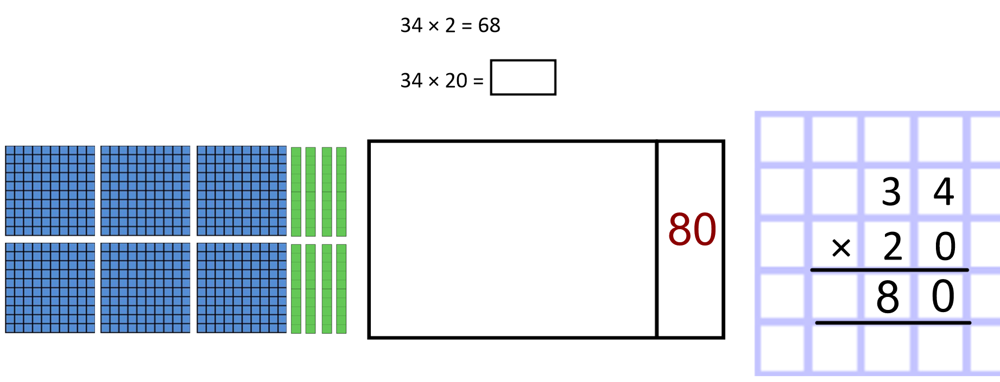 34 × 2 = 68
34 × 20 =
80
3 4
× 2 0
8 0